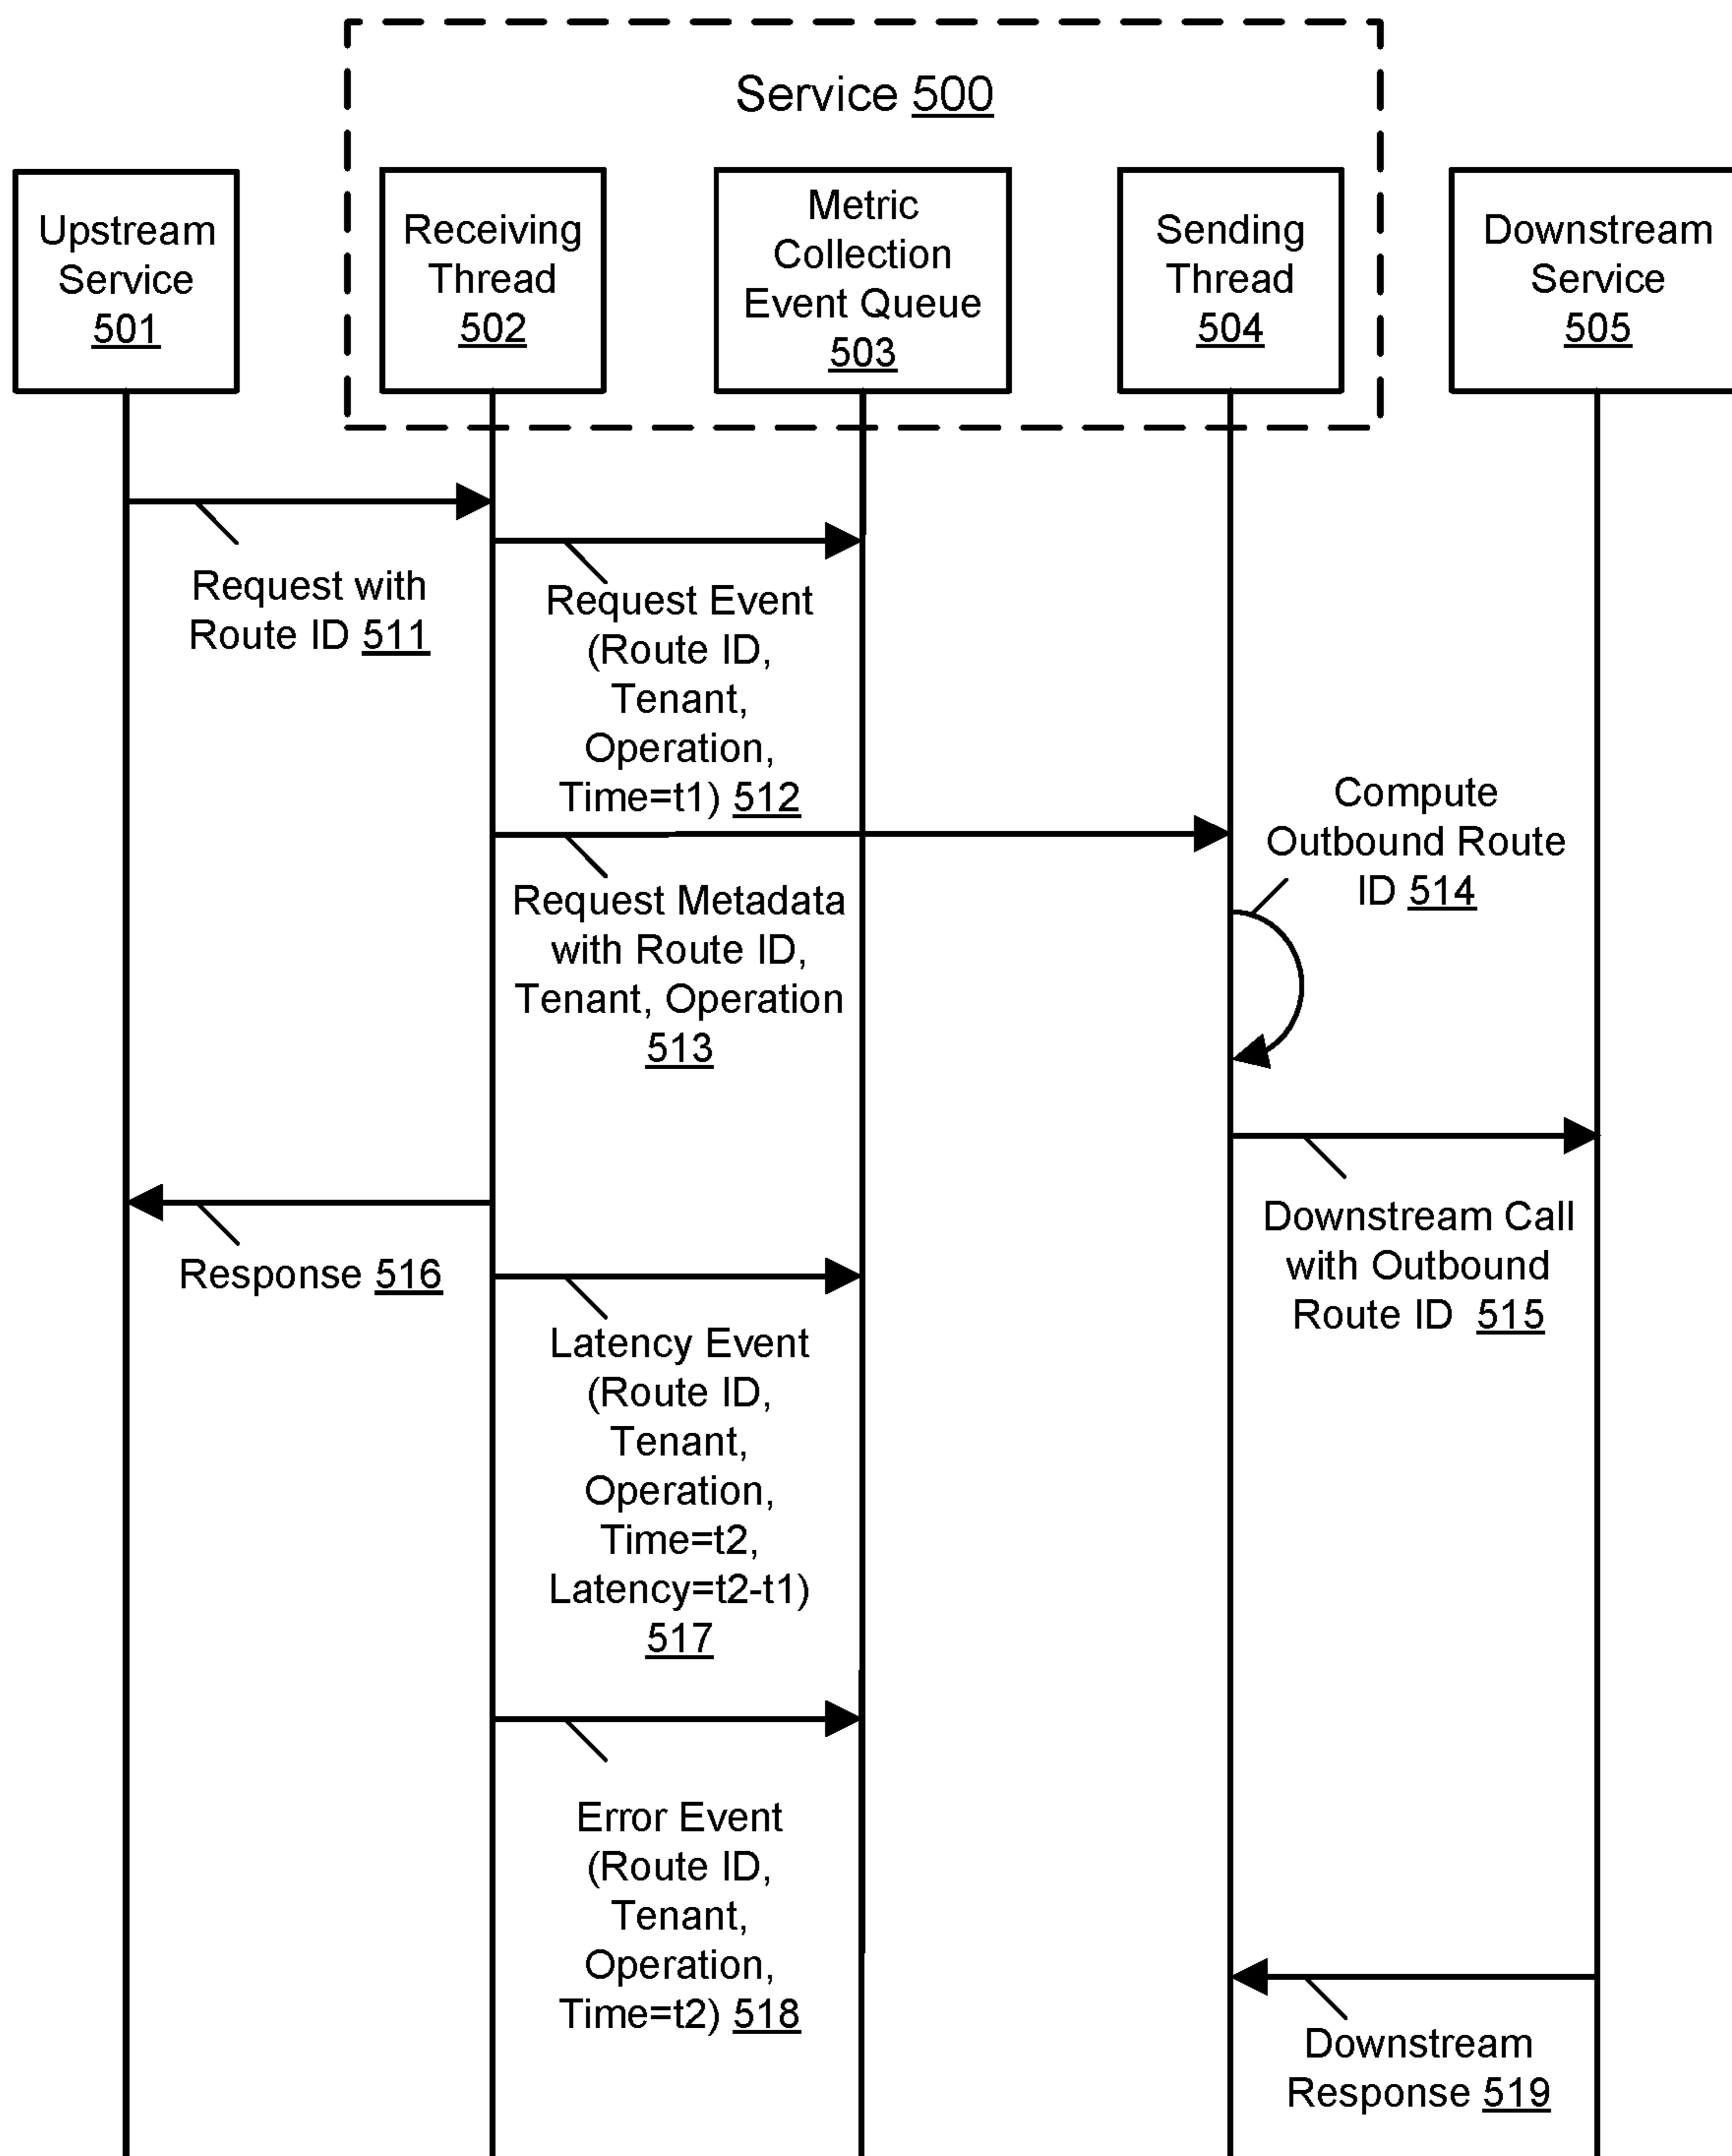 Service 500
Upstream
Service
501
Receiving
Thread
502
Metric
Collection
Event Queue
503
Sending
Thread
504
Downstream
Service
505
Request with
Route ID 511
Request Event
(Route ID,
Tenant,
Operation,
Time=t1) 512
Compute
Outbound Route
ID 514
Request Metadata
with Route ID,
Tenant, Operation
513
Downstream Call
with Outbound
Route ID 515
Response 516
Latency Event
(Route ID,
Tenant,
Operation,
Time=t2,
Latency=t2-t1)
517
Error Event
(Route ID,
Tenant,
Operation,
Time=t2) 518
Downstream
Response 519